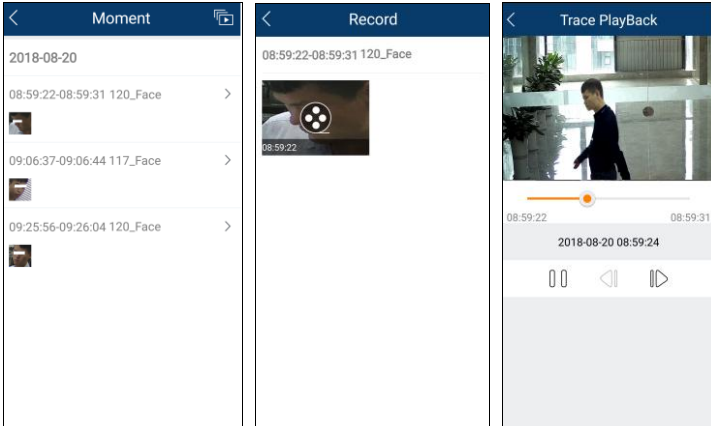 Moment
2018-08-20
08:59:22-08:59:31 120_Face
09:06:37-09:06:44 117_Face
09:25:56-09:26:04 120_Face
Record
08:59:22-08:59:31 120_Face
08:59:22
Trace PlayBack
08:59:22 08:59:31
2018-08-20 08:59:24